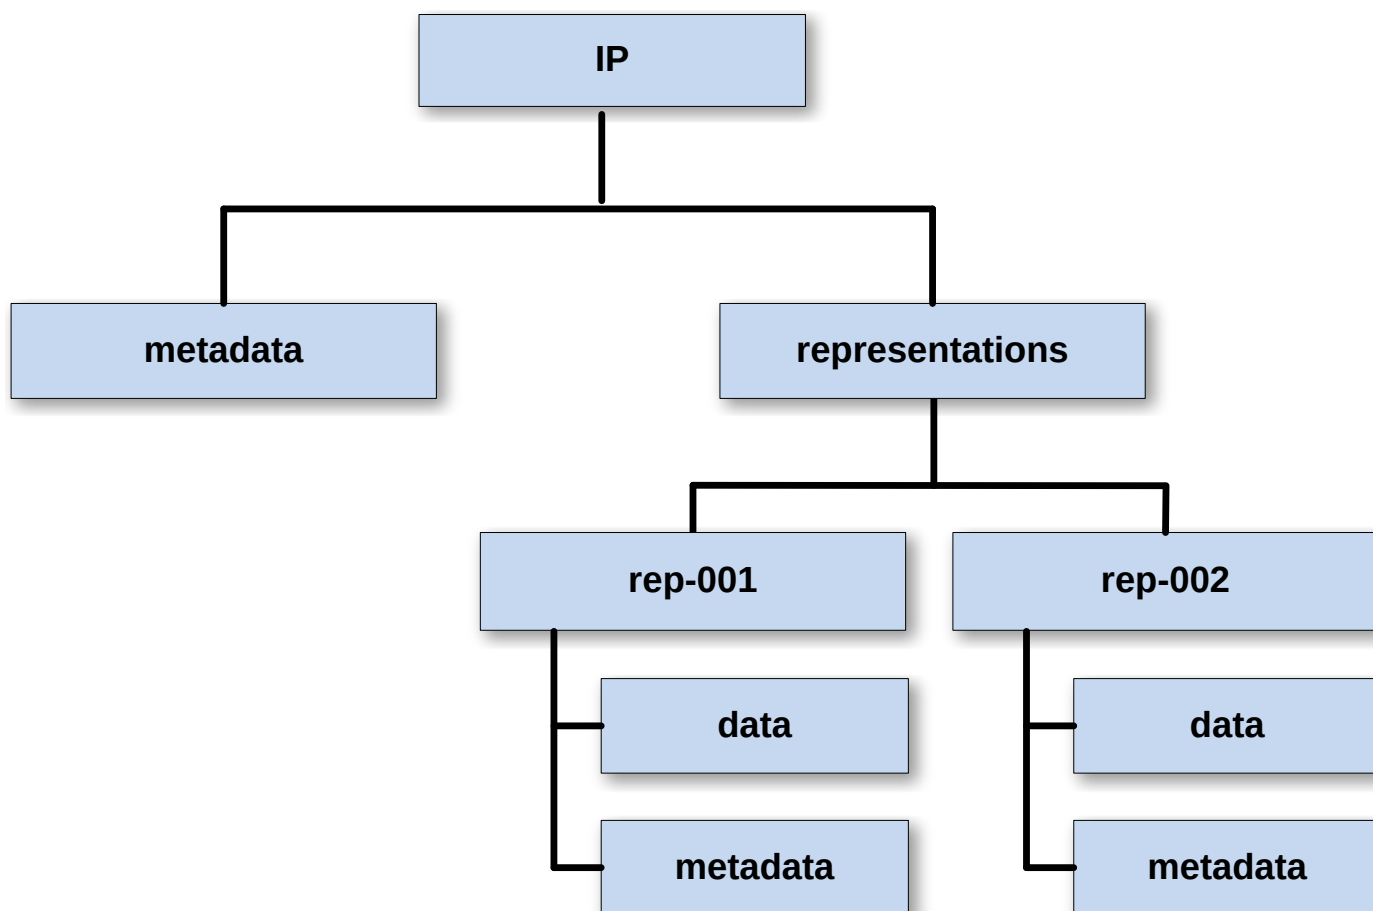 IP
metadata
representations
rep-001
rep-002
data
data
metadata
metadata